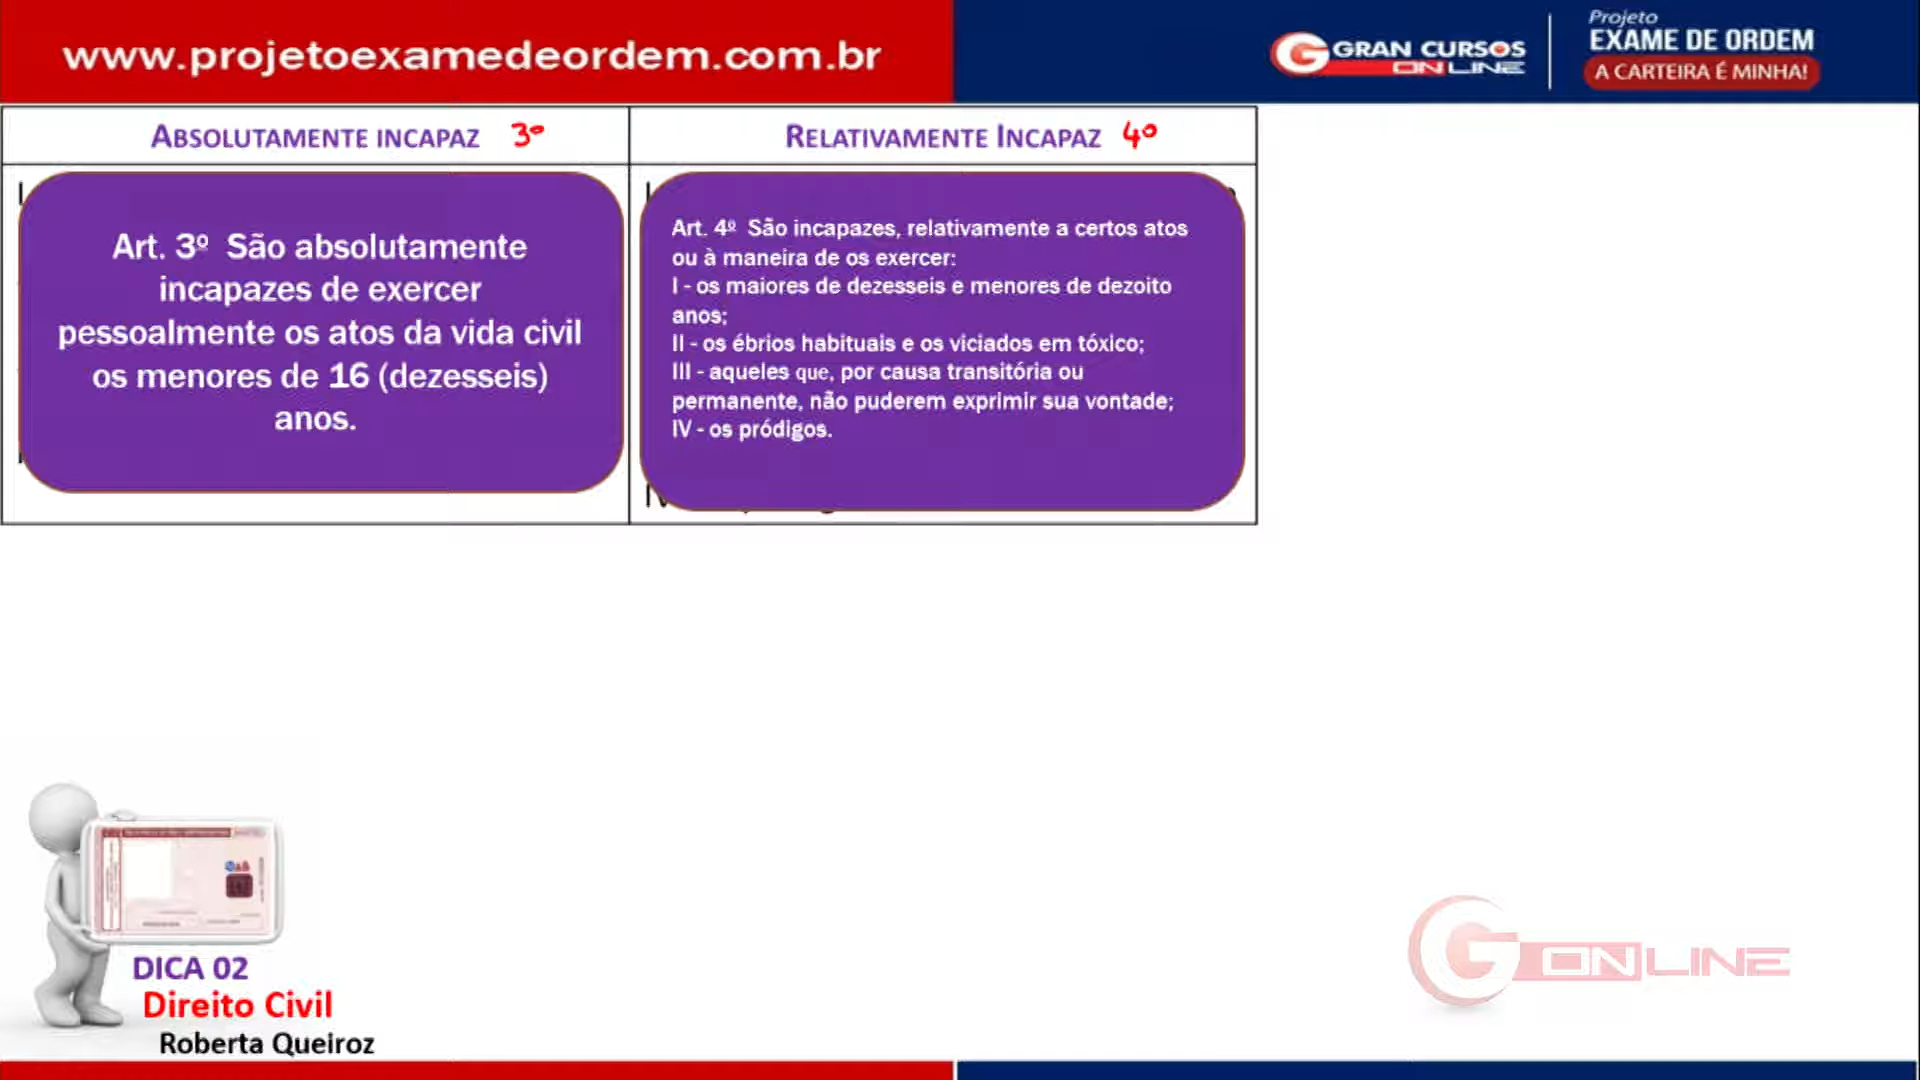 www.projetoexamedeordem.com.br
GRAN CURSOS
ONLINE
Projeto
EXAME DE ORDEM
A CARTEIRA É MINHA!
ABSOLUTAMENTE INCAPAZ 3º
RELATIVAMENTE INCAPAZ 4º
Art. 3º São absolutamente
incapazes de exercer
pessoalmente os atos da vida civil
os menores de 16 (dezesseis)
anos.
Art. 4º São incapazes, relativamente a certos atos
ou à maneira de os exercer:
I - os maiores de dezesseis e menores de dezoito
anos;
II - os ébrios habituais e os viciados em tóxico;
III - aqueles que, por causa transitória ou
permanente, não puderem exprimir sua vontade;
IV - os pródigos.
OAB
DICA 02
Direito Civil
Roberta Queiroz
G ONLINE